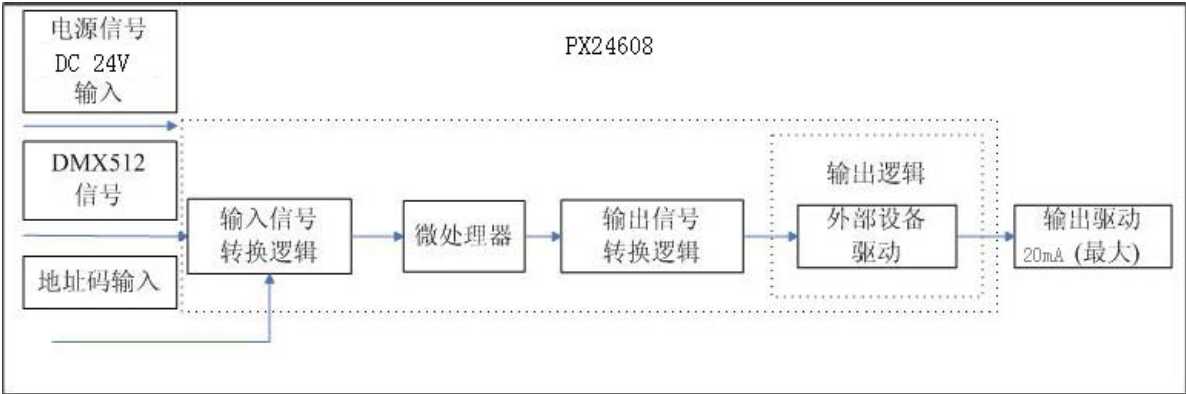 电源信号
DC 24V
输入
PX24608
DMX512
信号
地址码输入
输入信号
转换逻辑
微处理器
输出信号
转换逻辑
输出逻辑
外部设备
驱动
输出驱动
20mA (最大)